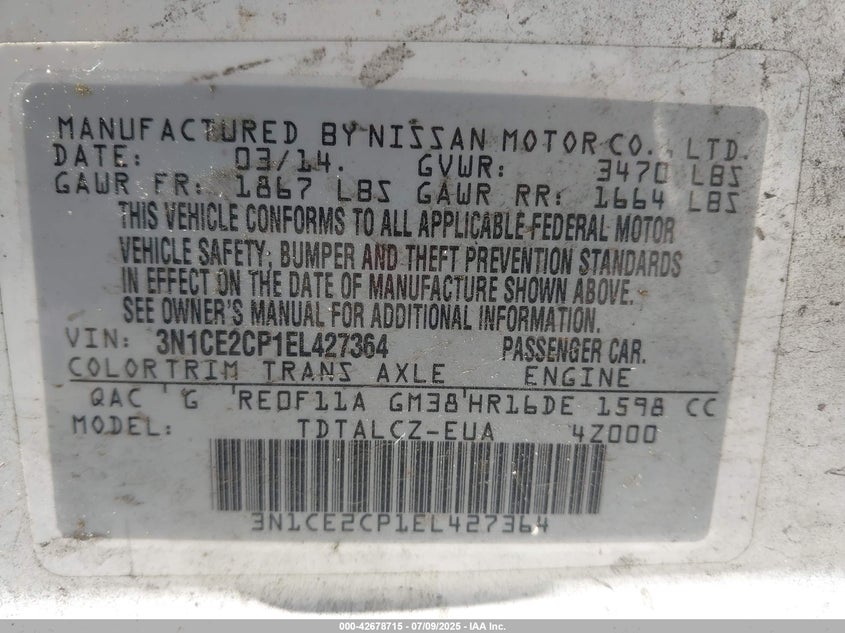 MANUFACTURED BY NISSAN MOTOR CO., LTD.
DATE: 03/14. GVWR: 3470 LBS
GAWR FR: 1867 LBS GAWR RR: 1664 LBS
THIS VEHICLE CONFORMS TO ALL APPLICABLE FEDERAL MOTOR
VEHICLE SAFETY, BUMPER AND THEFT PREVENTION STANDARDS
IN EFFECT ON THE DATE OF MANUFACTURE SHOWN ABOVE.
SEE OWNER'S MANUAL FOR ADDITIONAL INFORMATION.
VIN: 3N1CE2CP1EL427364 PASSENGER CAR.
COLOR TRIM TRANS AXLE ENGINE
QAC G RE0F11A GM38 HR16DE 1598 CC
MODEL: TDTALCZ-EUA 4Z000
3N1CE2CP1EL427364
000-42678715 - 07/09/2025 - IAA Inc.